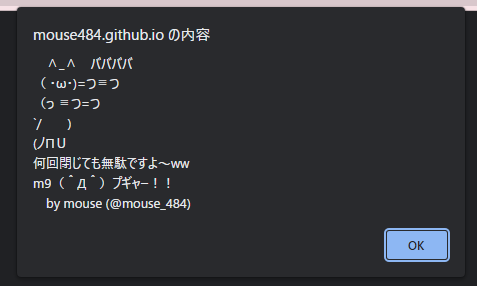 mouse484.github.io の内容
　∧_∧　ババババ
（ ･ω･)=つ≡つ
（っ ≡つ=つ
`/　　)
(ノΠＵ
何回閉じても無駄ですよ～ww
m9（＾Д＾）プギャー！！
　by mouse (@mouse_484)
OK